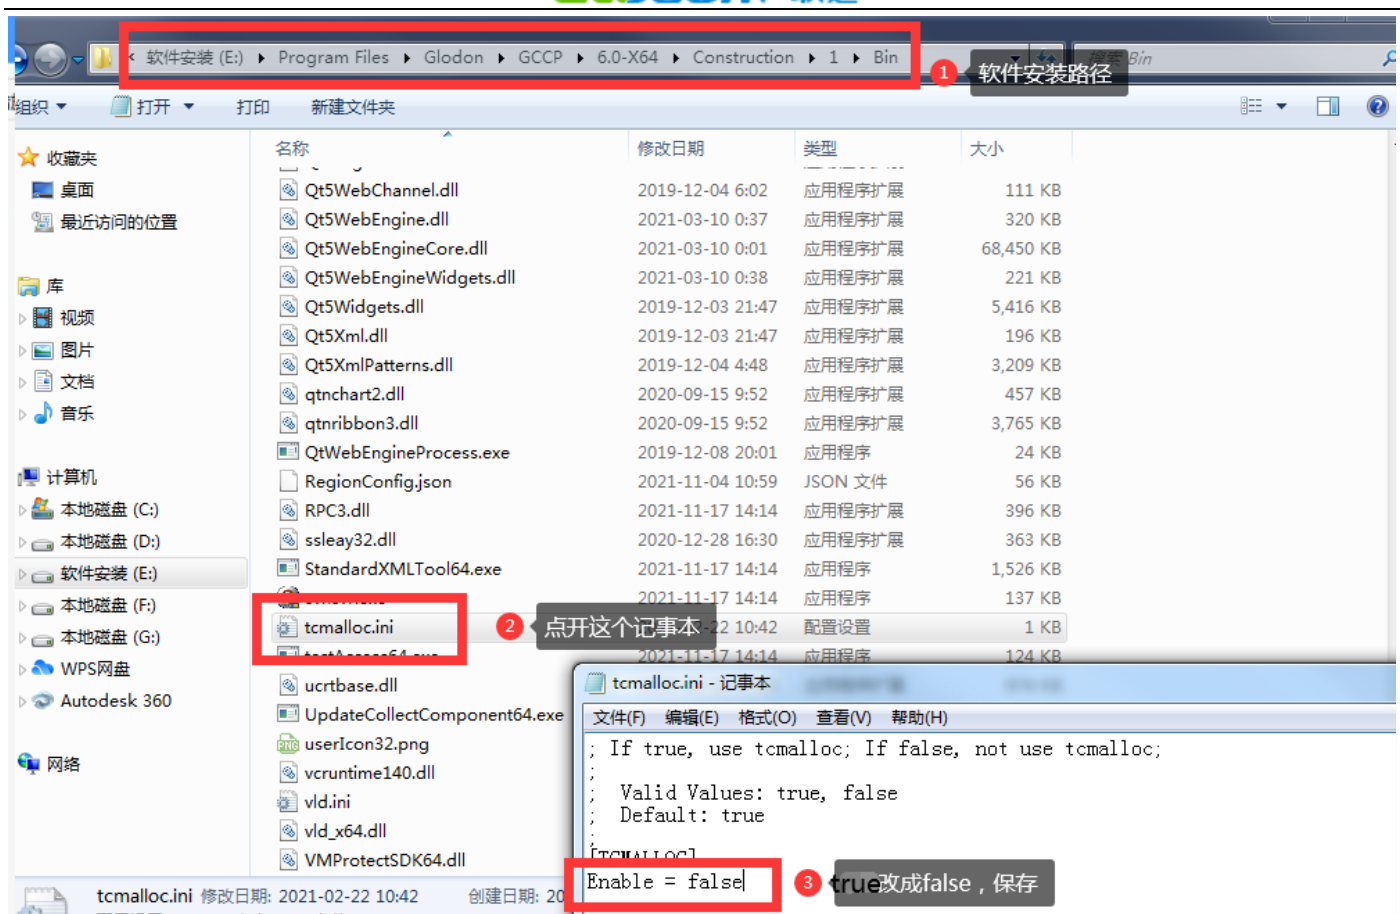 软件安装 (E:) Program Files Glodon GCCP 6.0-X64 Construction 1 Bin
Bin
1 软件安装路径
组织 打开 打印 新建文件夹
名称 修改日期 类型 大小
收藏夹
桌面
最近访问的位置
库
视频
图片
文档
音乐
计算机
本地磁盘 (C:)
本地磁盘 (D:)
软件安装 (E:)
本地磁盘 (F:)
本地磁盘 (G:)
WPS网盘
Autodesk 360
网络
Qt5WebChannel.dll 2019-12-04 6:02 应用程序扩展 111 KB
Qt5WebEngine.dll 2021-03-10 0:37 应用程序扩展 320 KB
Qt5WebEngineCore.dll 2021-03-10 0:01 应用程序扩展 68,450 KB
Qt5WebEngineWidgets.dll 2021-03-10 0:38 应用程序扩展 221 KB
Qt5Widgets.dll 2019-12-03 21:47 应用程序扩展 5,416 KB
Qt5Xml.dll 2019-12-03 21:47 应用程序扩展 196 KB
Qt5XmlPatterns.dll 2019-12-04 4:48 应用程序扩展 3,209 KB
qtnchart2.dll 2020-09-15 9:52 应用程序扩展 457 KB
qtnribbon3.dll 2020-09-15 9:52 应用程序扩展 3,765 KB
QtWebEngineProcess.exe 2019-12-08 20:01 应用程序 24 KB
RegionConfig.json 2021-11-04 10:59 JSON 文件 56 KB
RPC3.dll 2021-11-17 14:14 应用程序扩展 396 KB
ssleay32.dll 2020-12-28 16:30 应用程序扩展 363 KB
StandardXMLTool64.exe 2021-11-17 14:14 应用程序 1,526 KB
2021-11-17 14:14 应用程序 137 KB
tcmalloc.ini 2 点开这个记事本 -22 10:42 配置设置 1 KB
testAccess64.exe 2021-11-17 14:14 应用程序 124 KB
ucrtbase.dll
UpdateCollectComponent64.exe
userIcon32.png
vcruntime140.dll
vld.ini
vld_x64.dll
VMProtectSDK64.dll
tcmalloc.ini - 记事本
文件(F) 编辑(E) 格式(O) 查看(V) 帮助(H)
; If true, use tcmalloc; If false, not use tcmalloc;
;
; Valid Values: true, false
; Default: true
;
[TCMALLOC]
Enable = false
3 true改成false，保存
tcmalloc.ini 修改日期: 2021-02-22 10:42 创建日期: 20